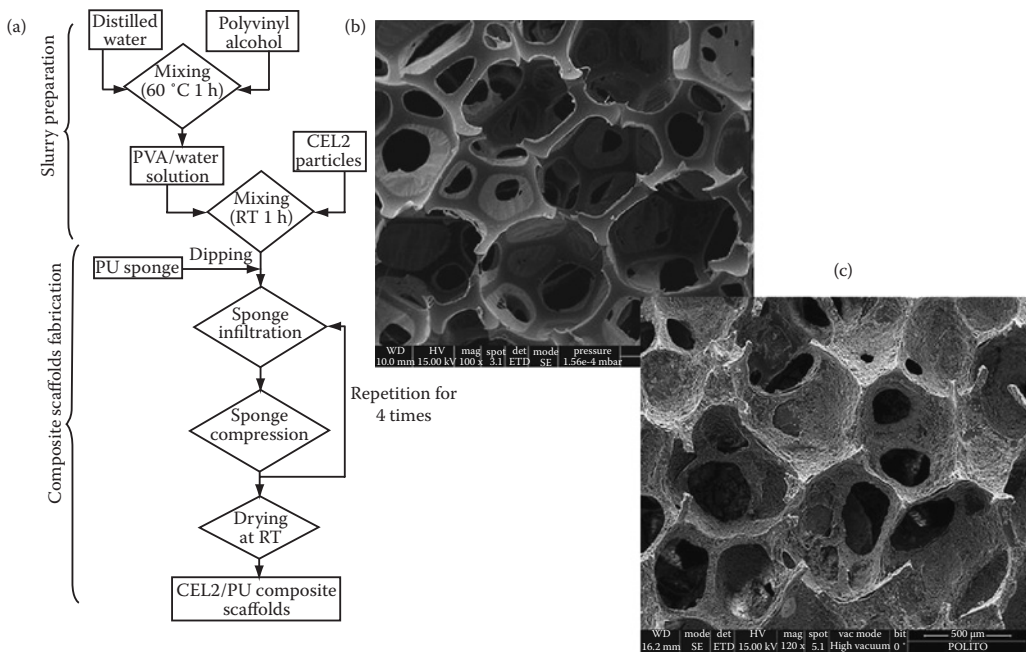 (a)
Distilled
water
Polyvinyl
alcohol
Mixing
(60 ˚C 1 h)
PVA/water
solution
CEL2
particles
Mixing
(RT 1 h)
Slurry preparation
Dipping
PU sponge
Sponge
infiltration
Sponge
compression
Repetition for
4 times
Drying
at RT
CEL2/PU composite
scaffolds
Composite scaffolds fabrication
(b)
WD HV mag spot det mode pressure
10.0 mm 15.00 kV 100 x 3.1 ETD SE 1.56e-4 mbar
(c)
WD mode det HV mag spot vac mode bit 500 µm
16.2 mm SE ETD 15.00 kV 120 x 5.1 High vacuum 0 ˚ POLITO